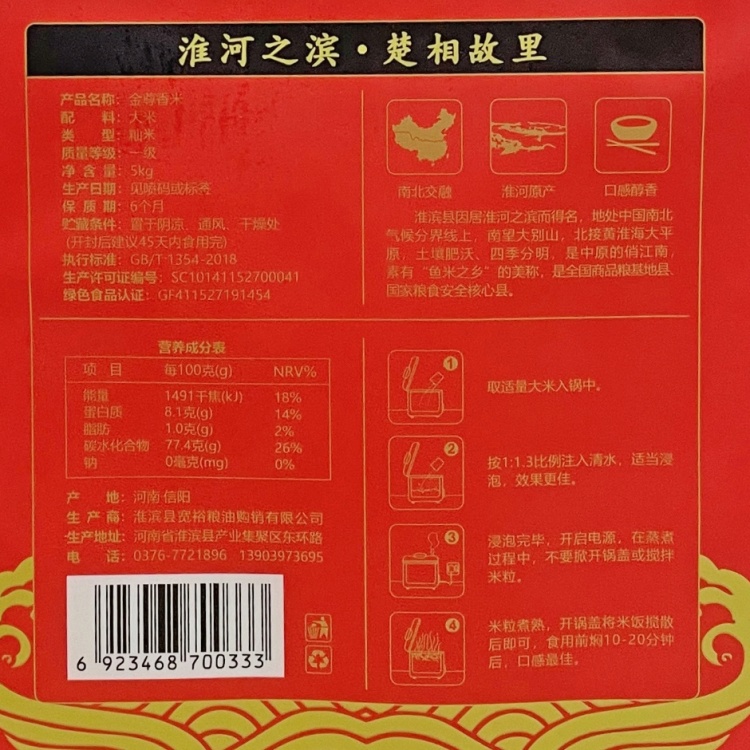 淮河之滨·楚相故里
产品名称：金尊香米
配 料：大米
类 型：籼米
质量等级：一级
净 含 量：5kg
生产日期：见喷码或标旁
保 质 期：6个月
贮藏条件：置于阴凉、通风、干燥处
(开封后建议45天内食用完)
执行标准：GB/T 1354-2018
生产许可证编号：SC10141152700041
绿色食品认证：GF411527191454
南北交融
淮河原产
口感醇香
淮滨县因居淮河之滨而得名，地处中国南北
气候分界线上，南望大别山，北接黄淮海大平
原，土壤肥沃、四季分明，是中原的俏江南，
素有“鱼米之乡”的美称，是全国商品粮基地县、
国家粮食安全核心县。
营养成分表
项 目 每100克(g) NRV%
能量 1491千焦(kJ) 18%
蛋白质 8.1克(g) 14%
脂肪 1.0克(g) 2%
碳水化合物 77.4克(g) 26%
钠 0毫克(mg) 0%
产 地：河南 信阳
生 产 商：淮滨县宽裕粮油购销有限公司
生产地址：河南省淮滨县产业集聚区东环路
电 话：0376-7721896 13903973695
6 923468 700333
1
取适量大米入锅中。
2
按1:1.3比例注入清水，适当浸
泡，效果更佳。
3
浸泡完毕，开启电源，在蒸煮
过程中，不要掀开锅盖或搅拌
米粒。
4
米粒煮熟，开锅盖将米饭搅散
后即可，食用前焖10-20分钟
后，口感最佳。